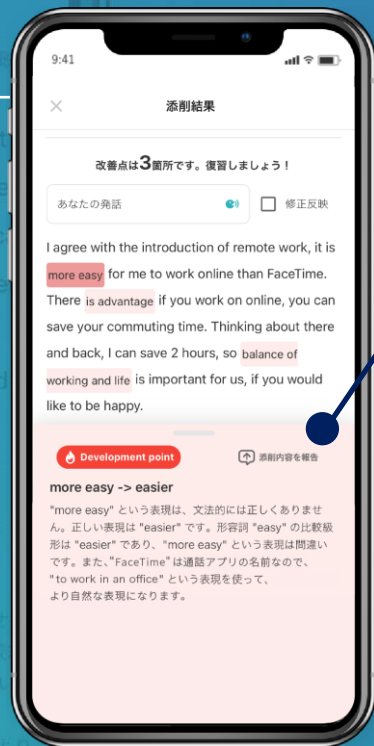 9:41
添削結果
改善点は3箇所です。復習しましょう！
あなたの発話
修正反映
I agree with the introduction of remote work, it is
more easy for me to work online than FaceTime.
There is advantage if you work on online, you can
save your commuting time. Thinking about there
and back, I can save 2 hours, so balance of
working and life is important for us, if you would
like to be happy.
Development point
添削内容を報告
more easy -> easier
"more easy" という表現は、文法的には正しくありませ
ん。正しい表現は "easier" です。形容詞 "easy" の比較級
形は "easier" であり、"more easy" という表現は間違い
です。また、"FaceTime" は通話アプリの名前なので、
"to work in an office" という表現を使って、
より自然な表現になります。